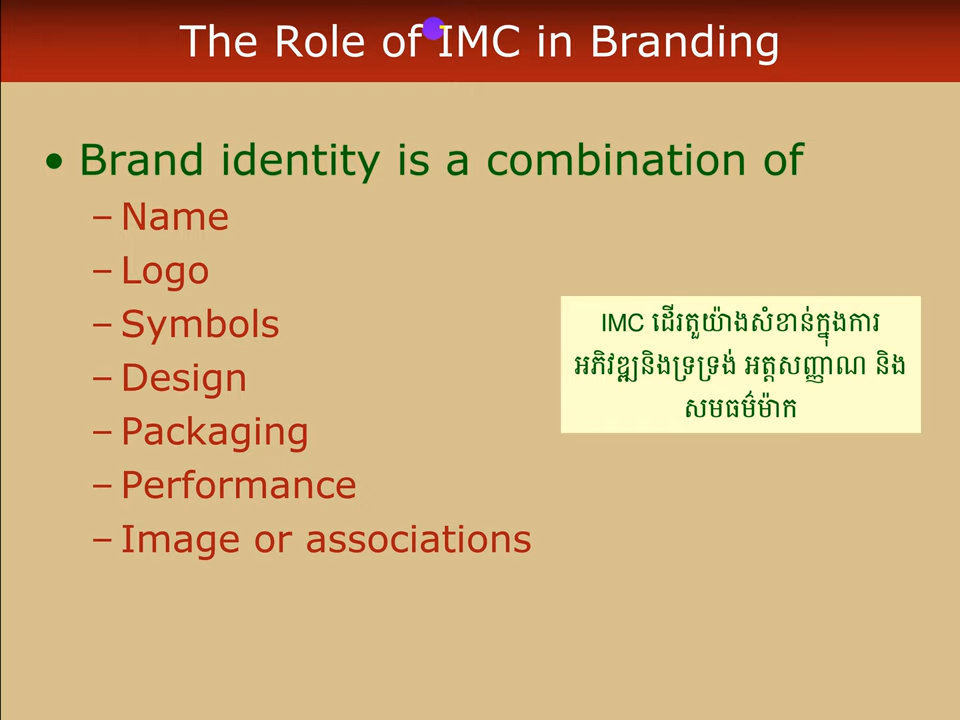 The Role of IMC in Branding
• Brand identity is a combination of
– Name
– Logo
– Symbols
– Design
– Packaging
– Performance
– Image or associations
IMC ដើរតួយ៉ាងសំខាន់ក្នុងការ
អភិវឌ្ឍនិងទ្រទ្រង់ អត្តសញ្ញាណ និង
សមធម៌ម៉ាក